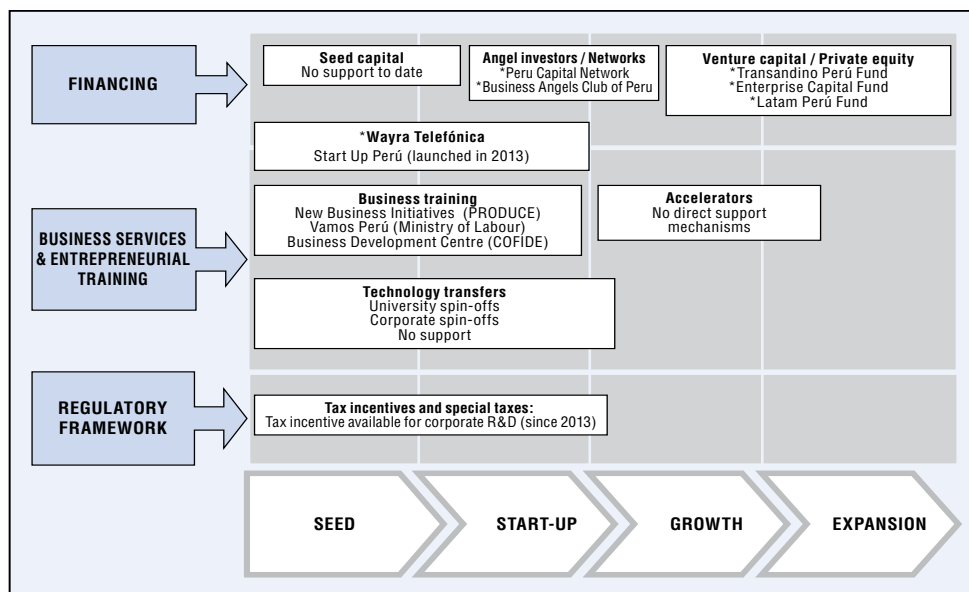 FINANCING
Seed capital
No support to date
Angel investors / Networks
*Peru Capital Network
*Business Angels Club of Peru
Venture capital / Private equity
*Transandino Perú Fund
*Enterprise Capital Fund
*Latam Perú Fund
*Wayra Telefónica
Start Up Perú (launched in 2013)
BUSINESS SERVICES
& ENTREPRENEURIAL
TRAINING
Business training
New Business Initiatives (PRODUCE)
Vamos Perú (Ministry of Labour)
Business Development Centre (COFIDE)
Accelerators
No direct support
mechanisms
Technology transfers
University spin-offs
Corporate spin-offs
No support
REGULATORY
FRAMEWORK
Tax incentives and special taxes:
Tax incentive available for corporate R&D (since 2013)
SEED
START-UP
GROWTH
EXPANSION